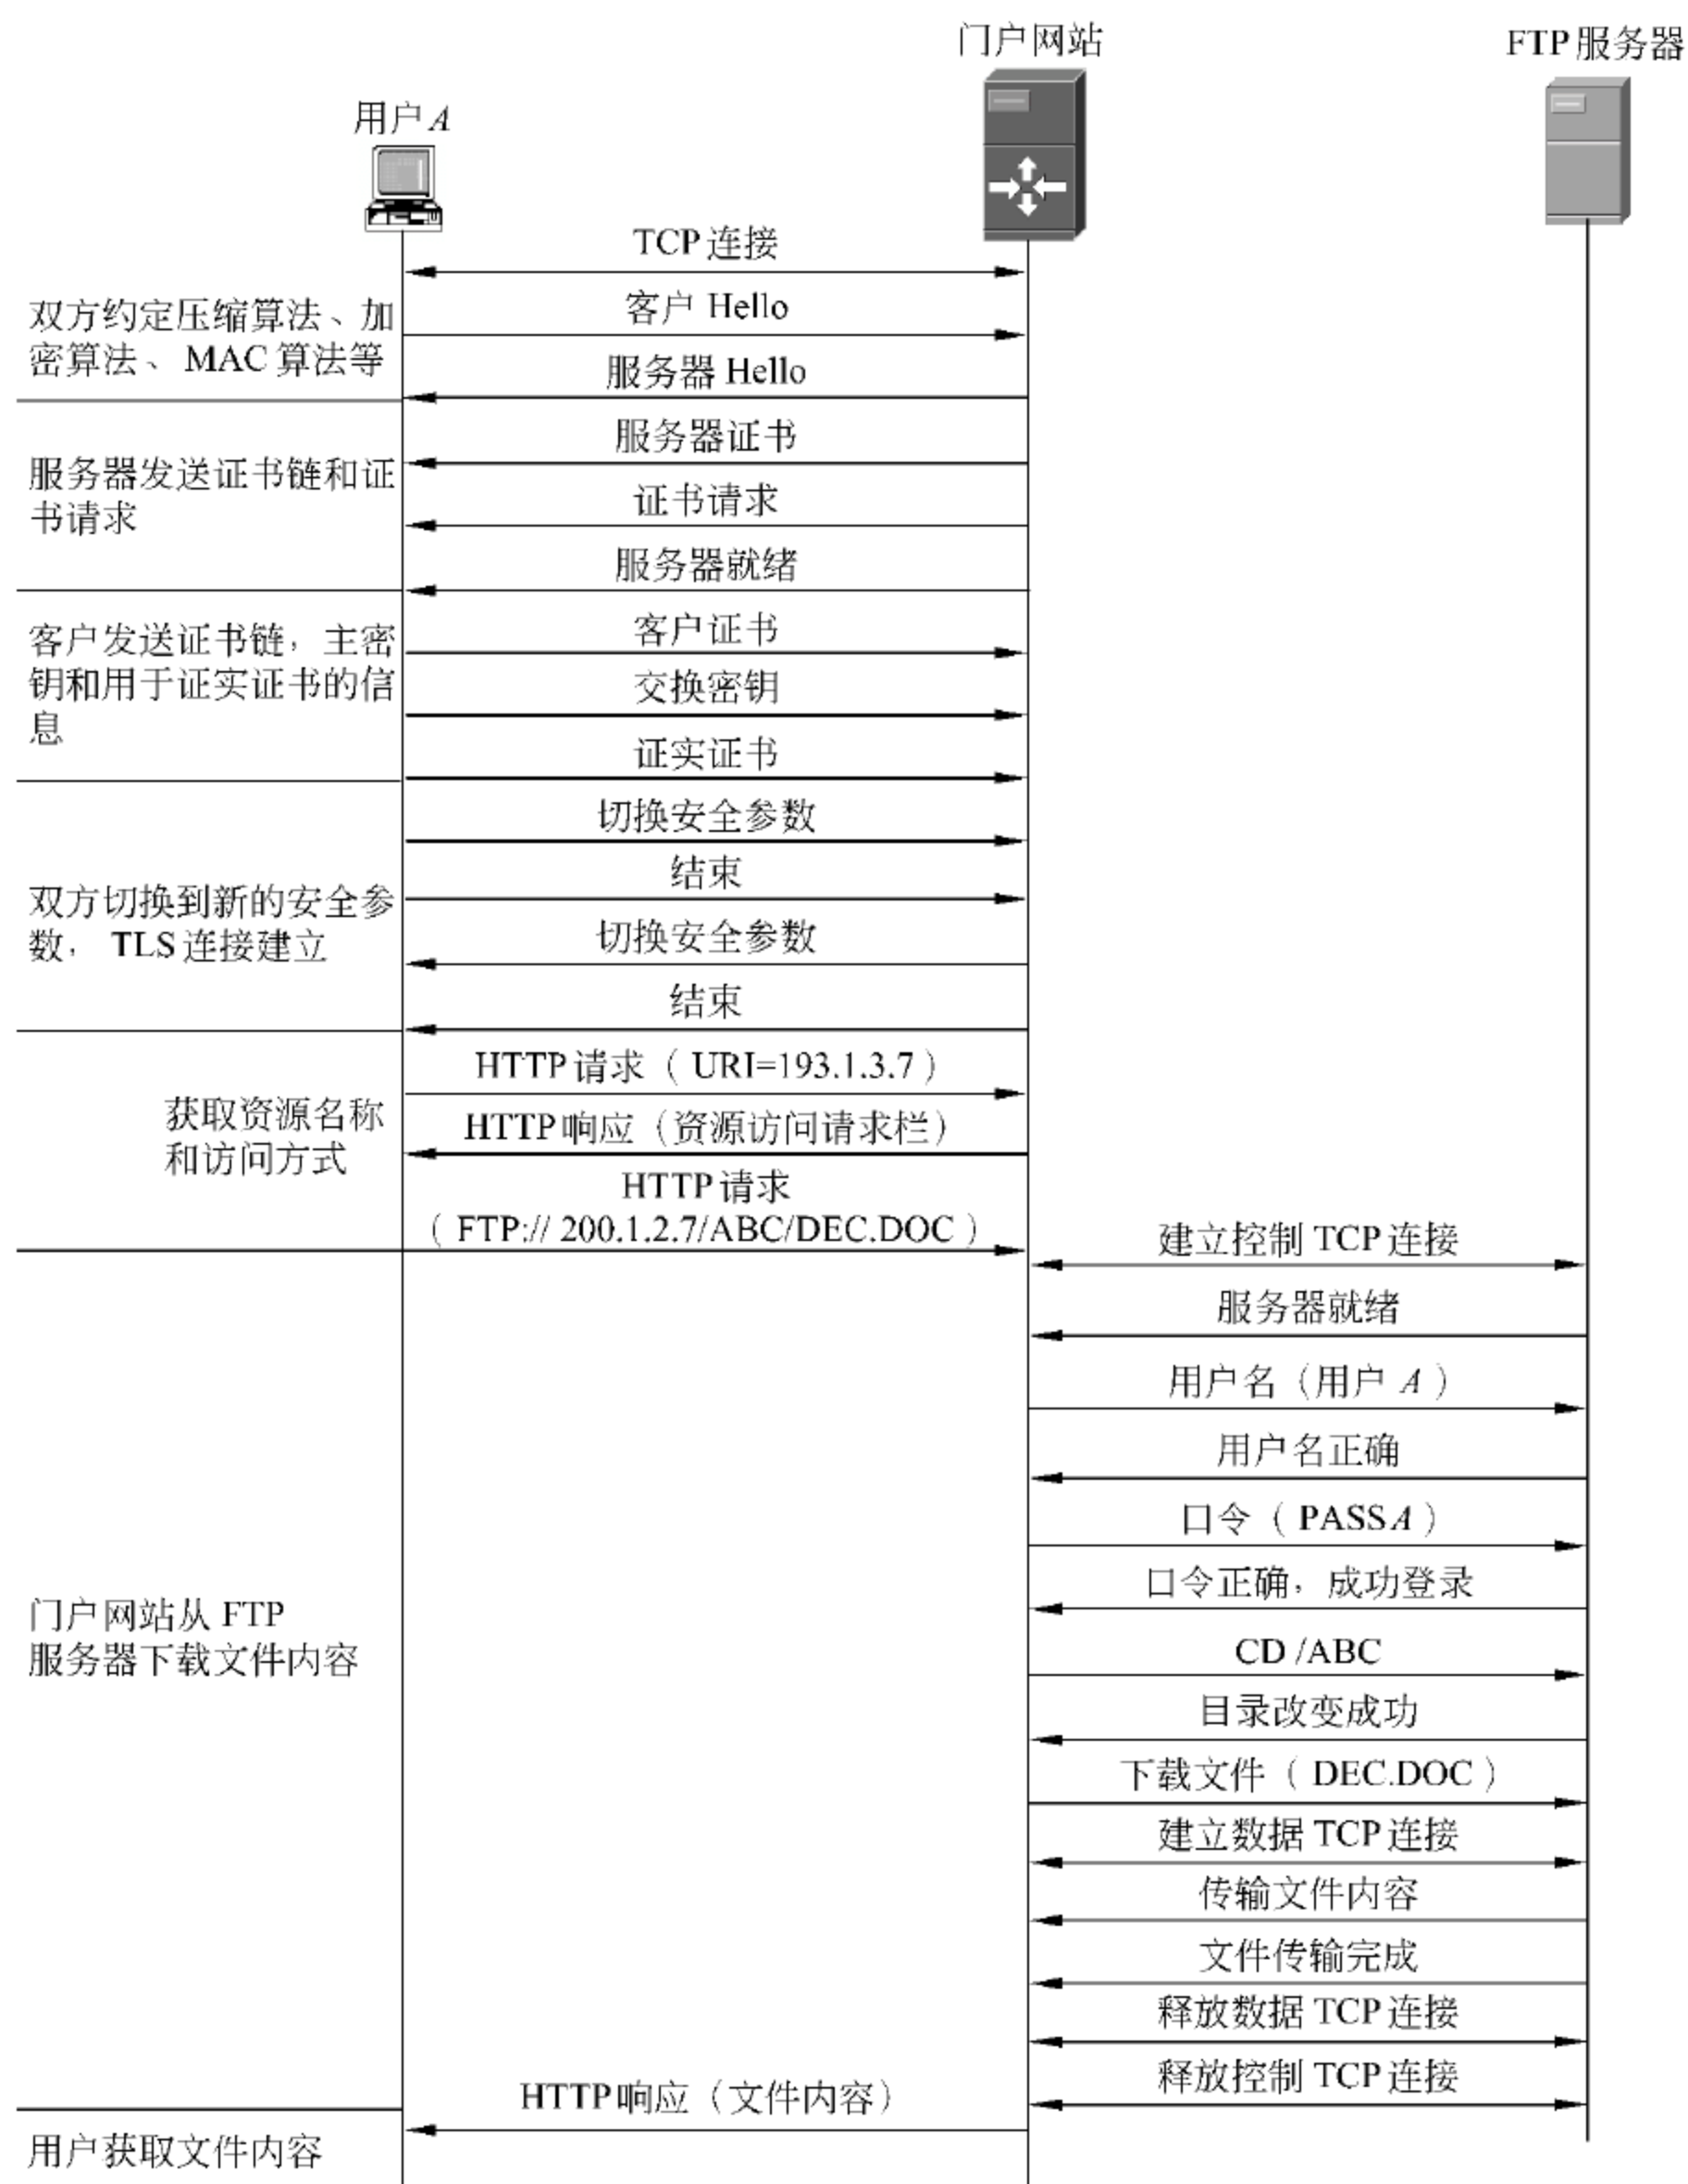 门户网站
FTP服务器
用户A
TCP连接
双方约定压缩算法、加
密算法、MAC算法等
客户 Hello
服务器 Hello
服务器发送证书链和证
书请求
服务器证书
证书请求
服务器就绪
客户发送证书链，主密
钥和用于证实证书的信
息
客户证书
交换密钥
证实证书
双方切换到新的安全参
数，TLS连接建立
切换安全参数
结束
切换安全参数
结束
获取资源名称
和访问方式
HTTP请求（URI=193.1.3.7）
HTTP响应（资源访问请求栏）
HTTP请求
（FTP:// 200.1.2.7/ABC/DEC.DOC）
建立控制 TCP连接
服务器就绪
用户名（用户 A）
用户名正确
口令（PASSA）
口令正确，成功登录
门户网站从 FTP
服务器下载文件内容
CD /ABC
目录改变成功
下载文件（DEC.DOC）
建立数据 TCP连接
传输文件内容
文件传输完成
释放数据 TCP连接
释放控制 TCP连接
HTTP响应（文件内容）
用户获取文件内容